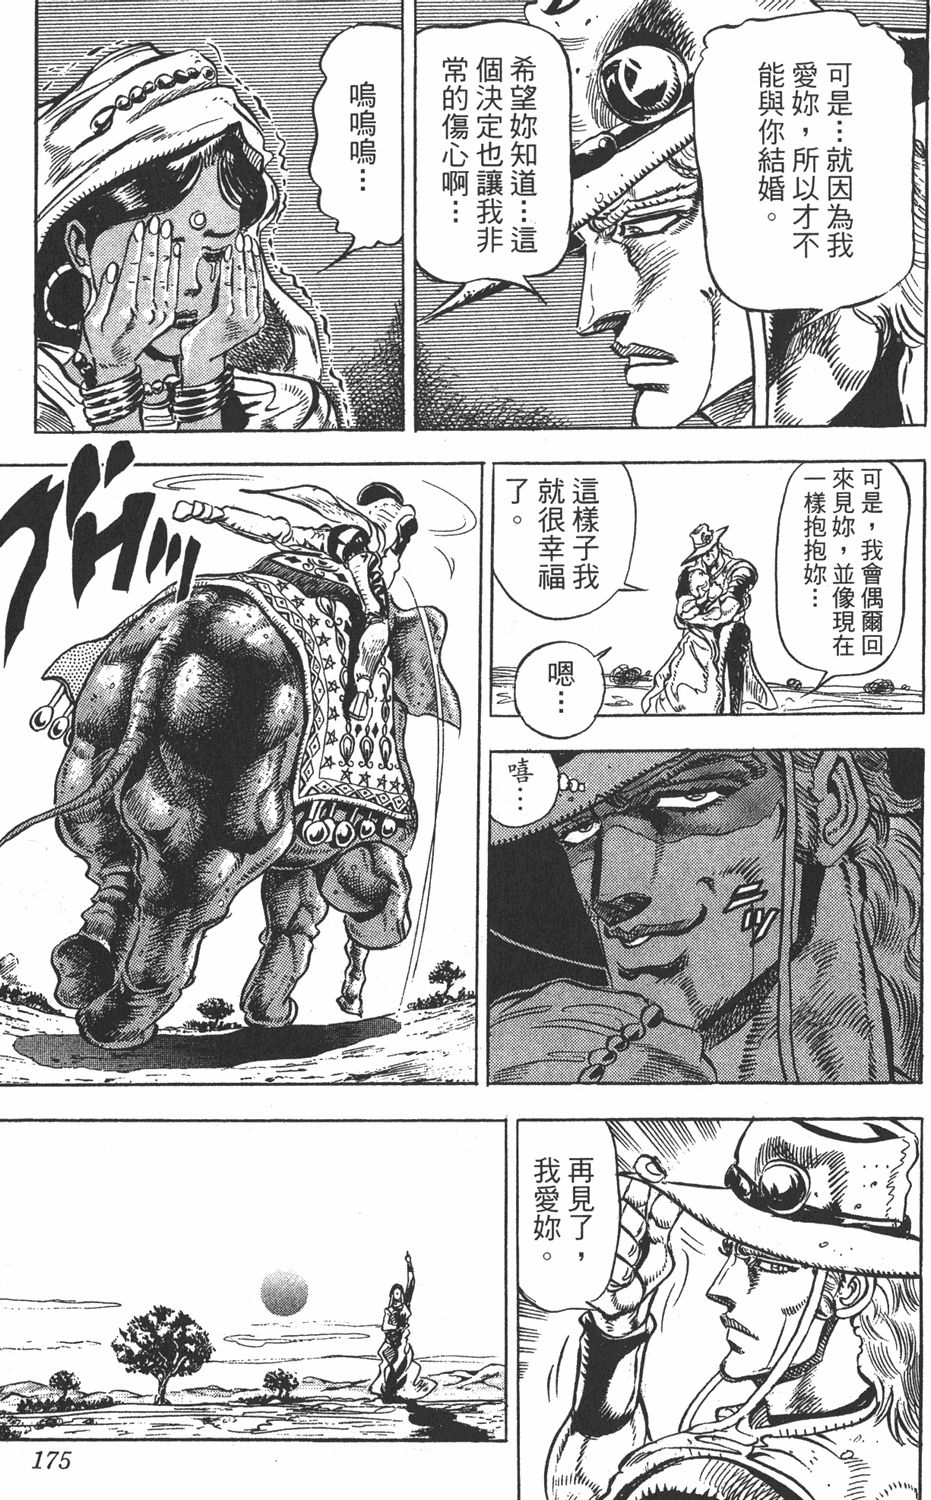 可是…就因為我
愛妳，所以才不
能與你結婚。
希望妳知道…這
個決定也讓我非
常的傷心啊…
嗚嗚嗚…
可是，我會偶爾回
來見妳，並像現在
一樣抱抱妳…
這樣子我
就很幸福
了。
嗯…
グイッ
嘻…
ニッ
再見了，
我愛妳。
175